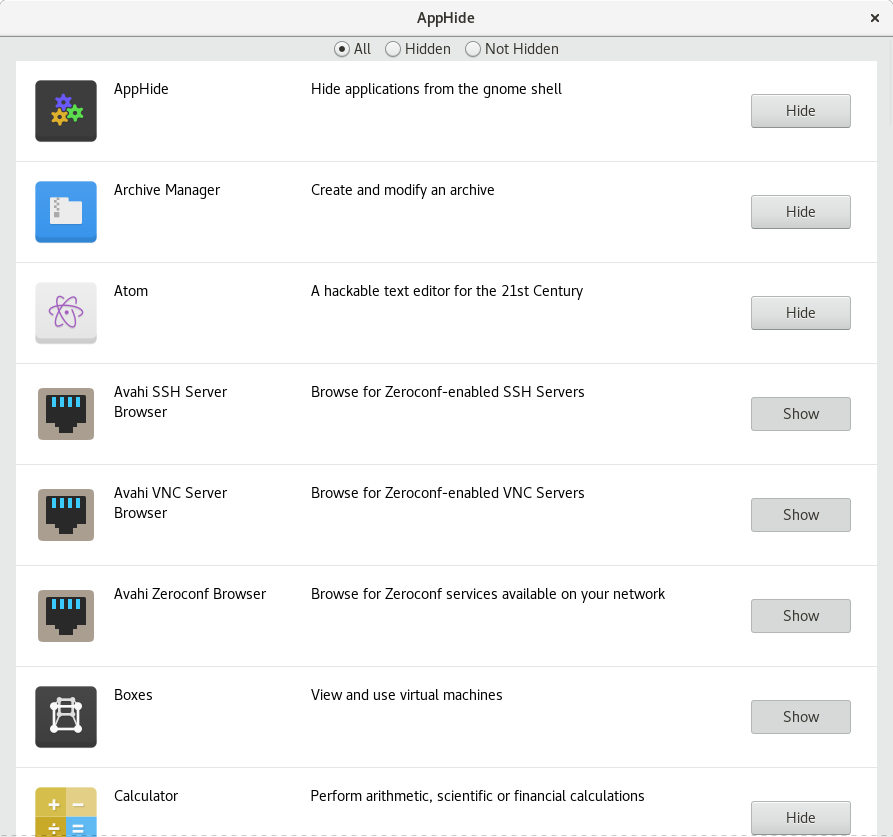 AppHide
All Hidden Not Hidden
AppHide Hide applications from the gnome shell
Hide
Archive Manager Create and modify an archive
Hide
Atom A hackable text editor for the 21st Century
Hide
Avahi SSH Server Browse for Zeroconf-enabled SSH Servers
Browser
Show
Avahi VNC Server Browse for Zeroconf-enabled VNC Servers
Browser
Show
Avahi Zeroconf Browser Browse for Zeroconf services available on your network
Show
Boxes View and use virtual machines
Show
Calculator Perform arithmetic, scientific or financial calculations
Hide